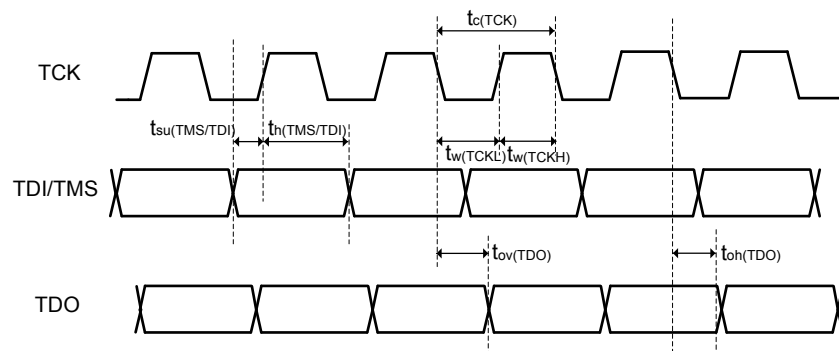 tc(TCK)
TCK
tsu(TMS/TDI) th(TMS/TDI)
tw(TCKL) tw(TCKH)
TDI/TMS
tov(TDO) toh(TDO)
TDO